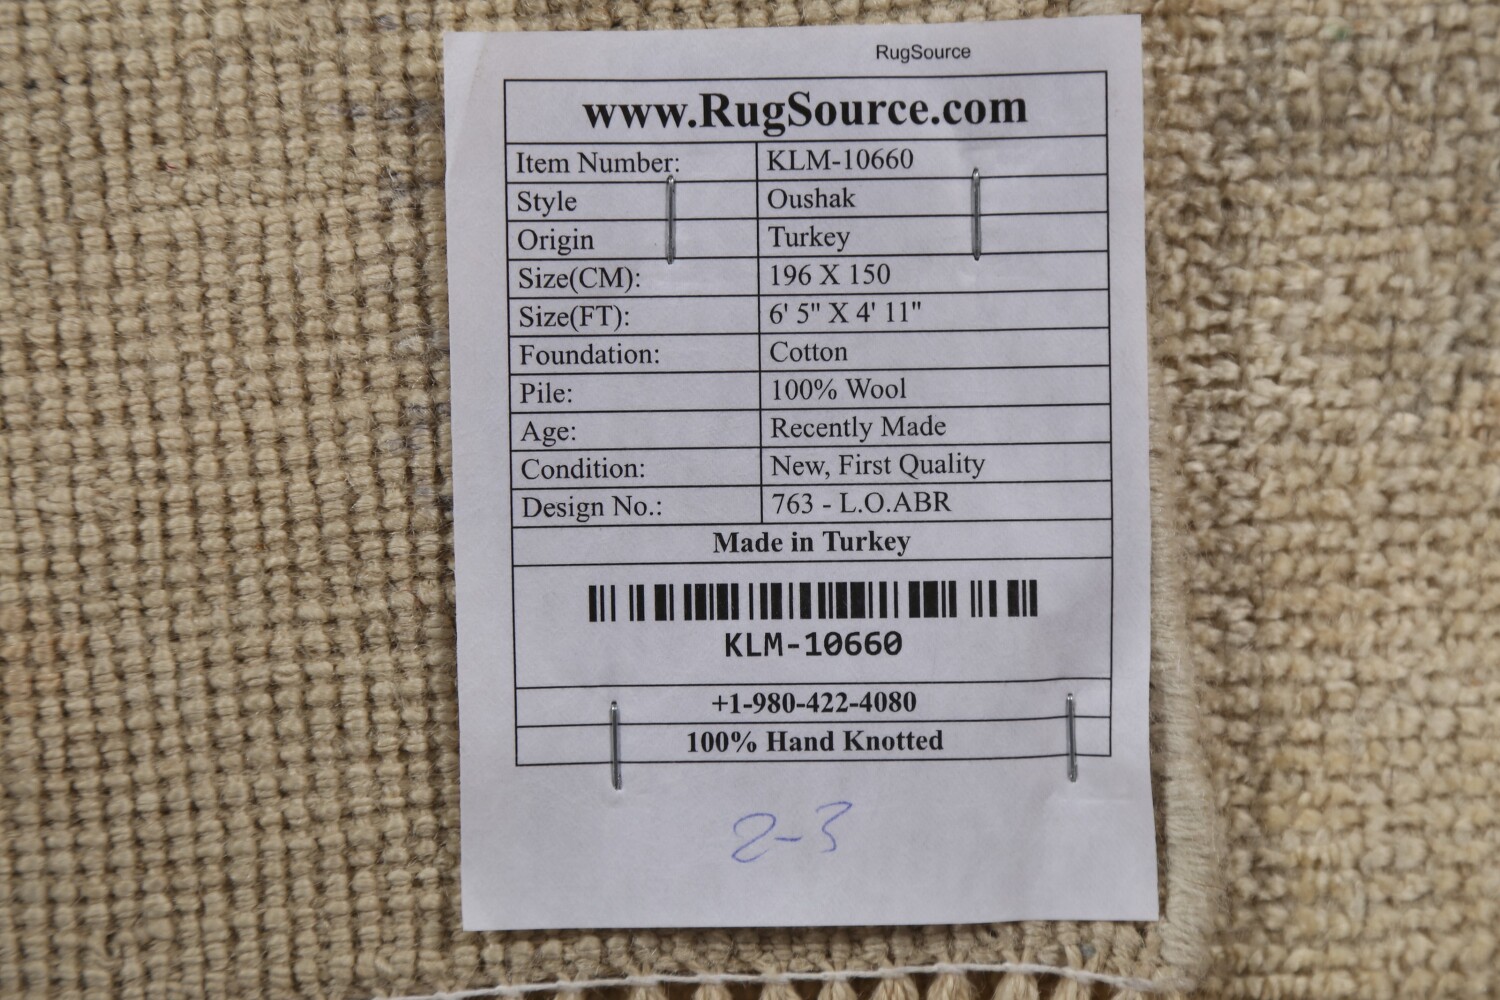 RugSource
www.RugSource.com
Item Number: KLM-10660
Style Oushak
Origin Turkey
Size(CM): 196 X 150
Size(FT): 6' 5" X 4' 11"
Foundation: Cotton
Pile: 100% Wool
Age: Recently Made
Condition: New, First Quality
Design No.: 763 - L.O.ABR
Made in Turkey
KLM-10660
+1-980-422-4080
100% Hand Knotted
2-3